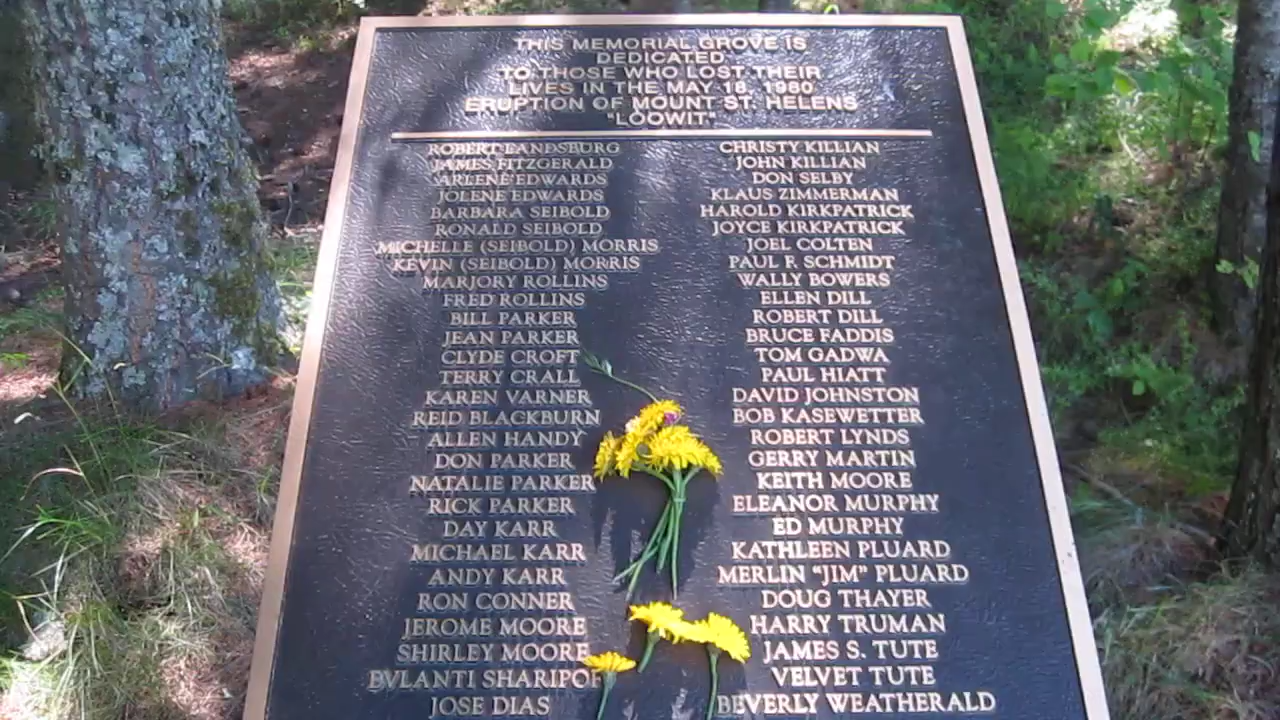 THIS MEMORIAL GROVE IS
DEDICATED
TO THOSE WHO LOST THEIR
LIVES IN THE MAY 18, 1980
ERUPTION OF MOUNT ST. HELENS
"LOOWIT"
ROBERT LANDSBURG
JAMES FITZGERALD
ARLENE EDWARDS
JOLENE EDWARDS
BARBARA SEIBOLD
RONALD SEIBOLD
MICHELLE (SEIBOLD) MORRIS
KEVIN (SEIBOLD) MORRIS
MARJORY ROLLINS
FRED ROLLINS
BILL PARKER
JEAN PARKER
CLYDE CROFT
TERRY CRALL
KAREN VARNER
REID BLACKBURN
ALLEN HANDY
DON PARKER
NATALIE PARKER
RICK PARKER
DAY KARR
MICHAEL KARR
ANDY KARR
RON CONNER
JEROME MOORE
SHIRLEY MOORE
BVLANTI SHARIPOF
JOSE DIAS
CHRISTY KILLIAN
JOHN KILLIAN
DON SELBY
KLAUS ZIMMERMAN
HAROLD KIRKPATRICK
JOYCE KIRKPATRICK
JOEL COLTEN
PAUL F. SCHMIDT
WALLY BOWERS
ELLEN DILL
ROBERT DILL
BRUCE FADDIS
TOM GADWA
PAUL HIATT
DAVID JOHNSTON
BOB KASEWETTER
ROBERT LYNDS
GERRY MARTIN
KEITH MOORE
ELEANOR MURPHY
ED MURPHY
KATHLEEN PLUARD
MERLIN "JIM" PLUARD
DOUG THAYER
HARRY TRUMAN
JAMES S. TUTE
VELVET TUTE
BEVERLY WEATHERALD